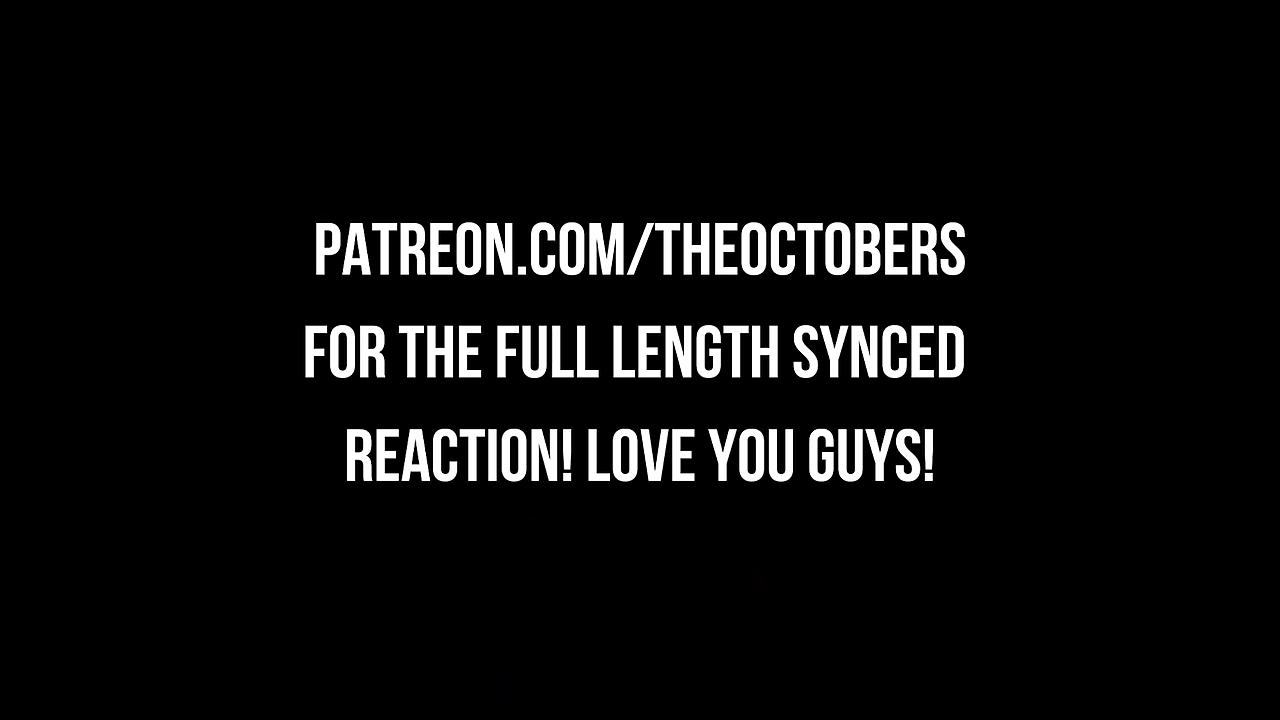 PATREON.COM/THEOCTOBERS
FOR THE FULL LENGTH SYNCED
REACTION! LOVE YOU GUYS!